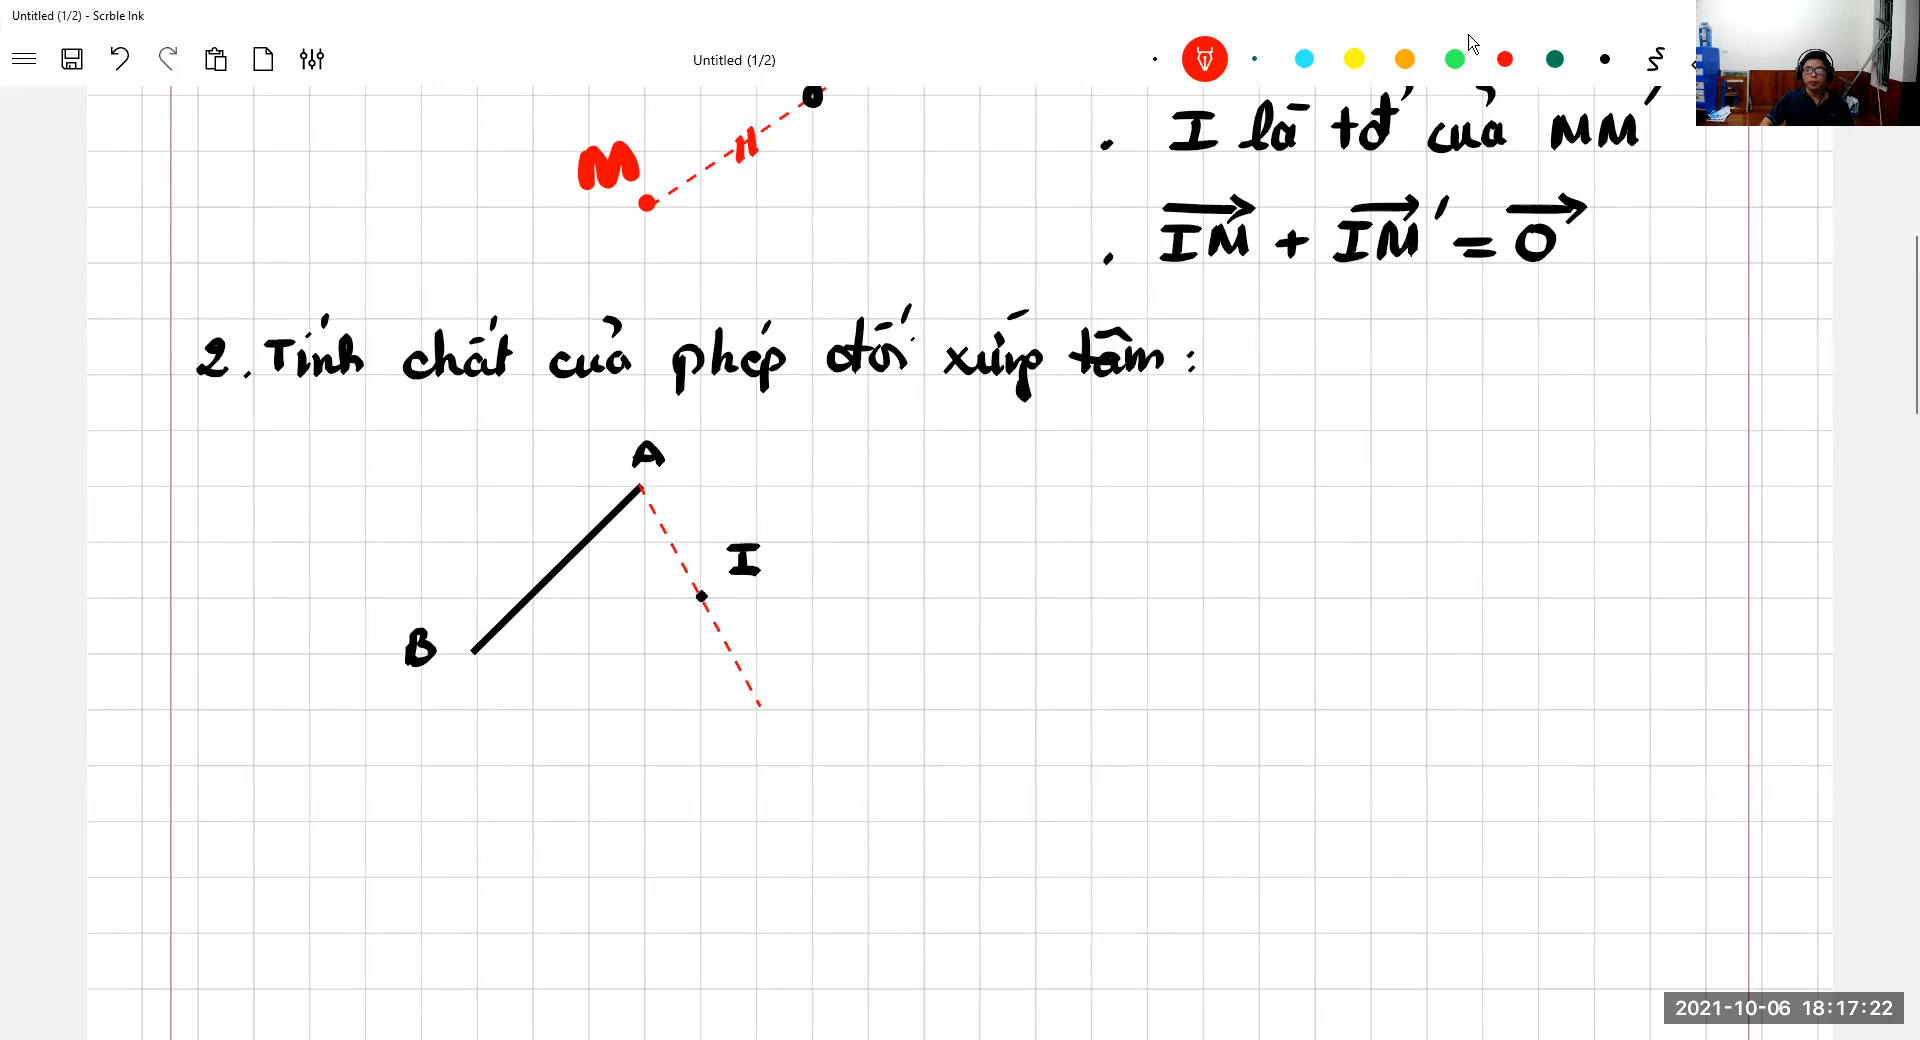 Untitled (1/2) - Scrble Ink
Untitled (1/2)
. I là tđ của MM'
M
H
. IM + IM' = 0
2. Tính chất của phép đối xứng tâm:
A
I
B
2021-10-06 18:17:22